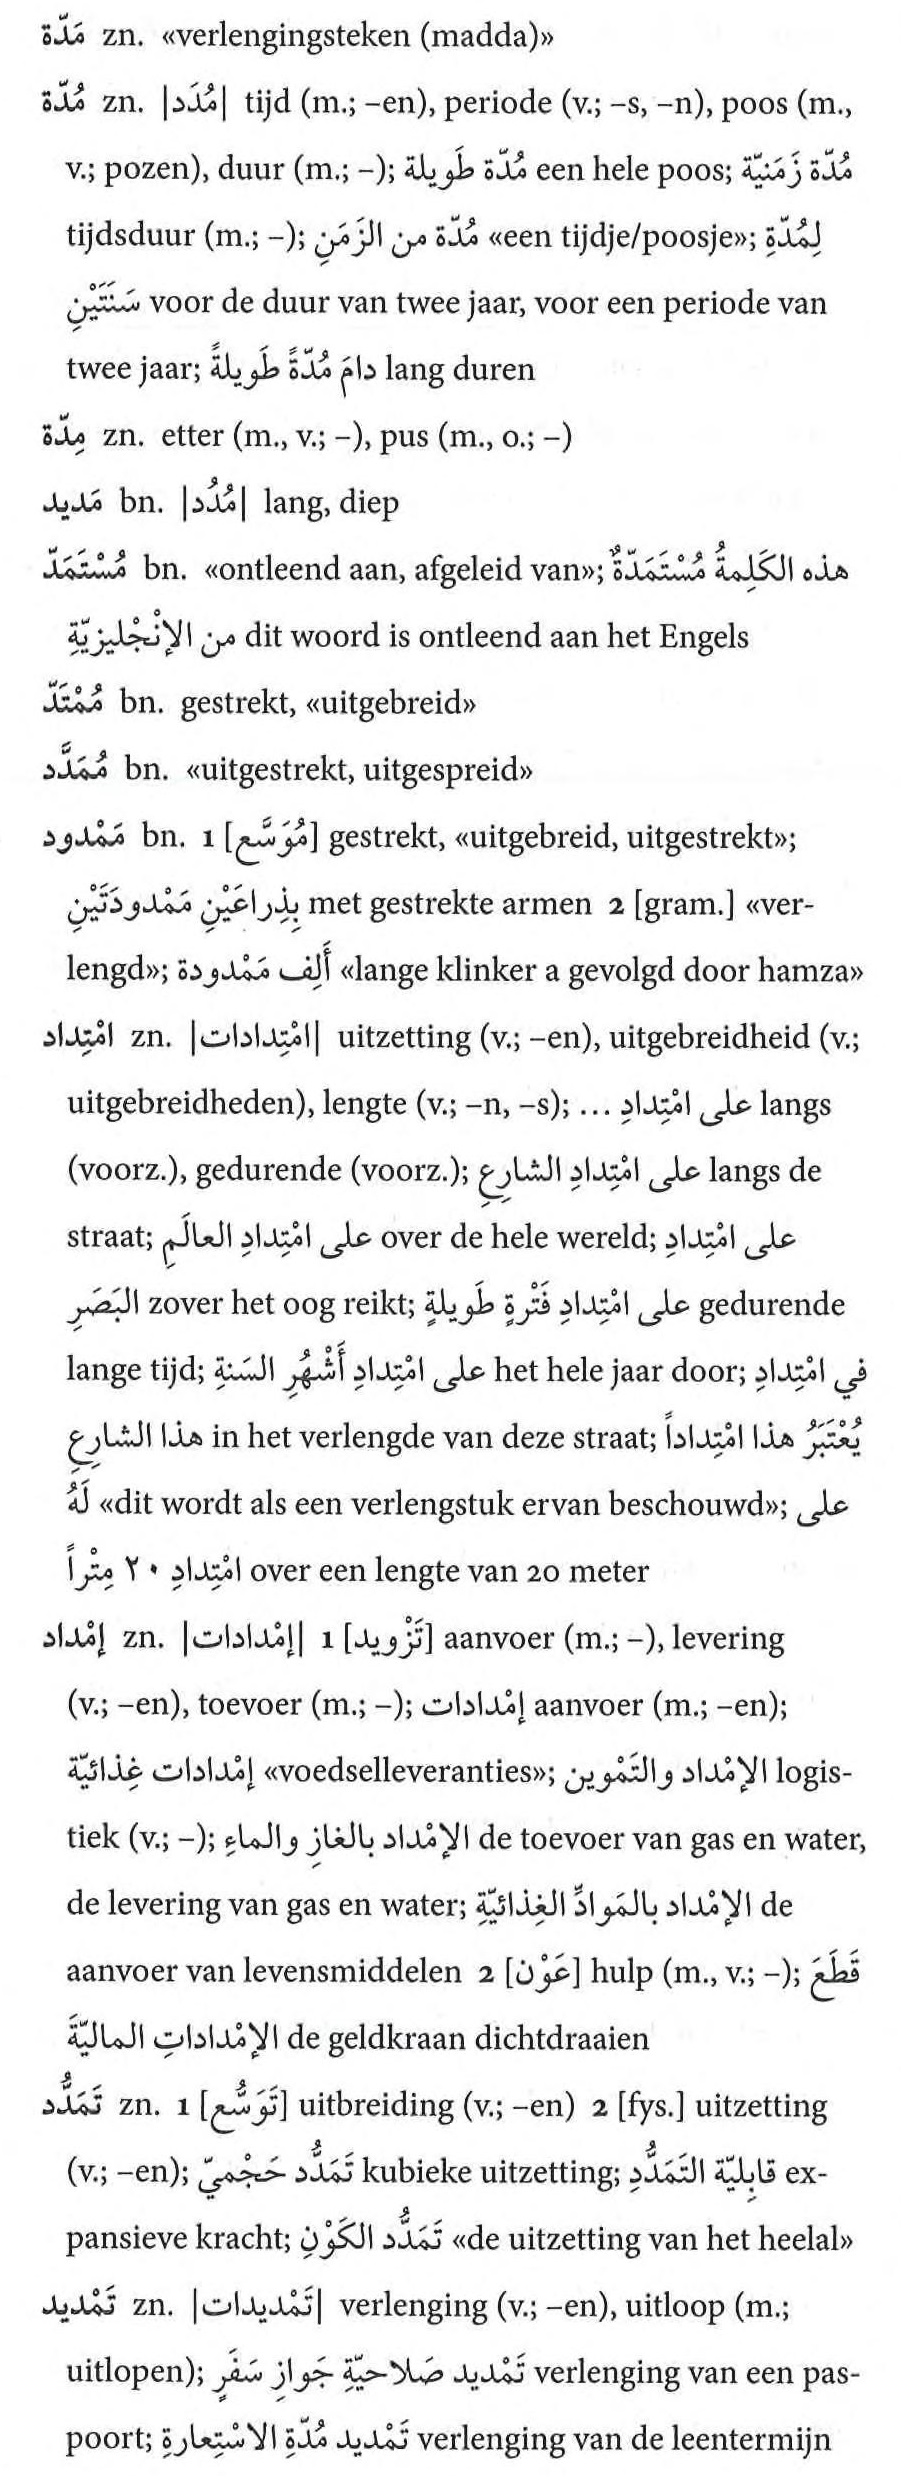 مَدّة zn. «verlengingsteken (madda)»
مُدّة zn. |مُدَد| tijd (m.; –en), periode (v.; –s, –n), poos (m.,
v.; pozen), duur (m.; –); مُدّة طَويلة een hele poos; مُدّة زَمَنيّة
tijdsduur (m.; –); مُدّة من الزَمَنِ «een tijdje/poosje»; لِمُدّةِ
سَنَتَيْنِ voor de duur van twee jaar, voor een periode van
twee jaar; دامَ مُدّةً طَويلةً lang duren
مِدّة zn. etter (m., v.; –), pus (m., o.; –)
مَديد bn. |مُدُد| lang, diep
مُسْتَمَدّ bn. «ontleend aan, afgeleid van»; هذه الكَلِمةُ مُسْتَمَدّةٌ
من الإنْجْليزيّةِ dit woord is ontleend aan het Engels
مُمْتَدّ bn. gestrekt, «uitgebreid»
مُمَدَّد bn. «uitgestrekt, uitgespreid»
مَمْدود bn. 1 [مُوَسَّع] gestrekt, «uitgebreid, uitgestrekt»;
بِذِراعَيْنِ مَمْدودَتَيْنِ met gestrekte armen 2 [gram.] «ver-
lengd»; أَلِف مَمْدودة «lange klinker a gevolgd door hamza»
امْتِداد zn. |امْتِدادات| uitzetting (v.; –en), uitgebreidheid (v.;
uitgebreidheden), lengte (v.; –n, –s); … على امْتِدادِ langs
(voorz.), gedurende (voorz.); على امْتِدادِ الشارِعِ langs de
straat; على امْتِدادِ العالَمِ over de hele wereld; على امْتِدادِ
البَصَرِ zover het oog reikt; على امْتِدادِ فَتْرةٍ طَويلةٍ gedurende
lange tijd; على امْتِدادِ أَشْهُرِ السَنةِ het hele jaar door; في امْتِدادِ
هذا الشارِعِ in het verlengde van deze straat; يُعْتَبَرُ هذا امْتِداداً
لَهُ «dit wordt als een verlengstuk ervan beschouwd»; على
امْتِدادِ ٢٠ مِتْراً over een lengte van 20 meter
إمْداد zn. |إمْدادات| 1 [تَزْويد] aanvoer (m.; –), levering
(v.; –en), toevoer (m.; –); إمْدادات aanvoer (m.; –en);
إمْدادات غِذائيّة «voedselleveranties»; الإمْداد والتَمْوين logis-
tiek (v.; –); الإمْداد بالغازِ والماءِ de toevoer van gas en water,
de levering van gas en water; الإمْداد بالمَوادِّ الغِذائيّةِ de
aanvoer van levensmiddelen 2 [عَوْن] hulp (m., v.; –); قَطَعَ
الإمْداداتِ الماليّةَ de geldkraan dichtdraaien
تَمَدُّد zn. 1 [تَوَسُّع] uitbreiding (v.; –en) 2 [fys.] uitzetting
(v.; –en); تَمَدُّد حَجْميّ kubieke uitzetting; قابِليّة التَمَدُّدِ ex-
pansieve kracht; تَمَدُّد الكَوْنِ «de uitzetting van het heelal»
تَمْديد zn. |تَمْديدات| verlenging (v.; –en), uitloop (m.;
uitlopen); تَمْديد صَلاحيّةِ جَوازِ سَفَرٍ verlenging van een pas-
poort; تَمْديد مُدّةِ الاسْتِعارةِ verlenging van de leentermijn